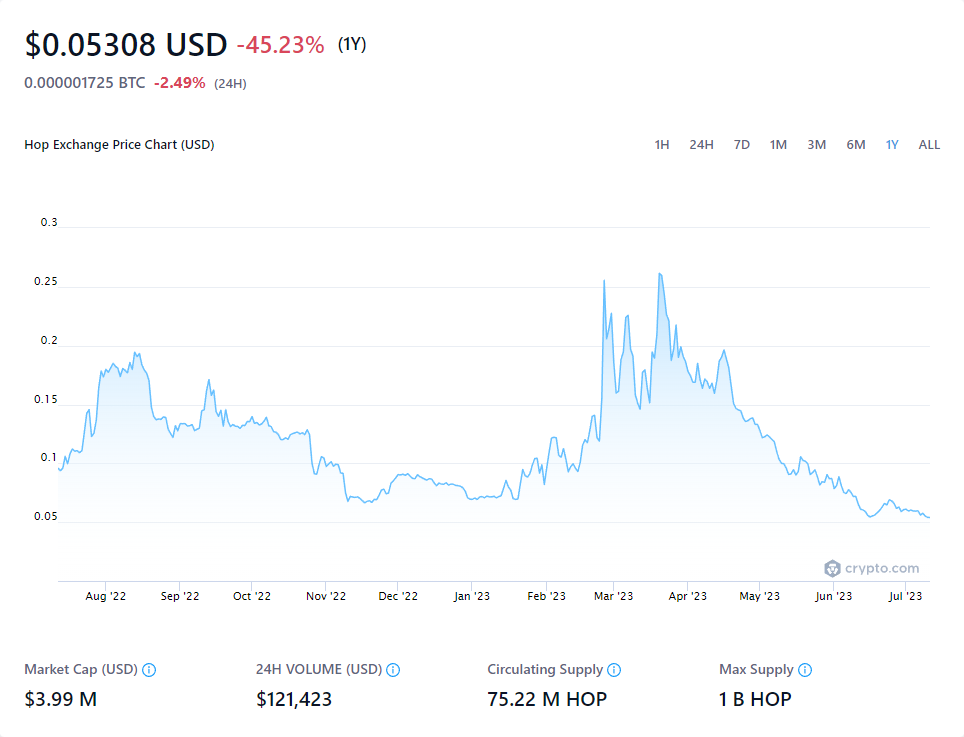 $0.05308 USD -45.23% (1Y)
0.000001725 BTC -2.49% (24H)
Hop Exchange Price Chart (USD) 1H 24H 7D 1M 3M 6M 1Y ALL
0.3
0.25
0.2
0.15
0.1
0.05
crypto.com
Aug '22 Sep '22 Oct '22 Nov '22 Dec '22 Jan '23 Feb '23 Mar '23 Apr '23 May '23 Jun '23 Jul '23
Market Cap (USD) 24H VOLUME (USD) Circulating Supply Max Supply
$3.99 M $121,423 75.22 M HOP 1 B HOP